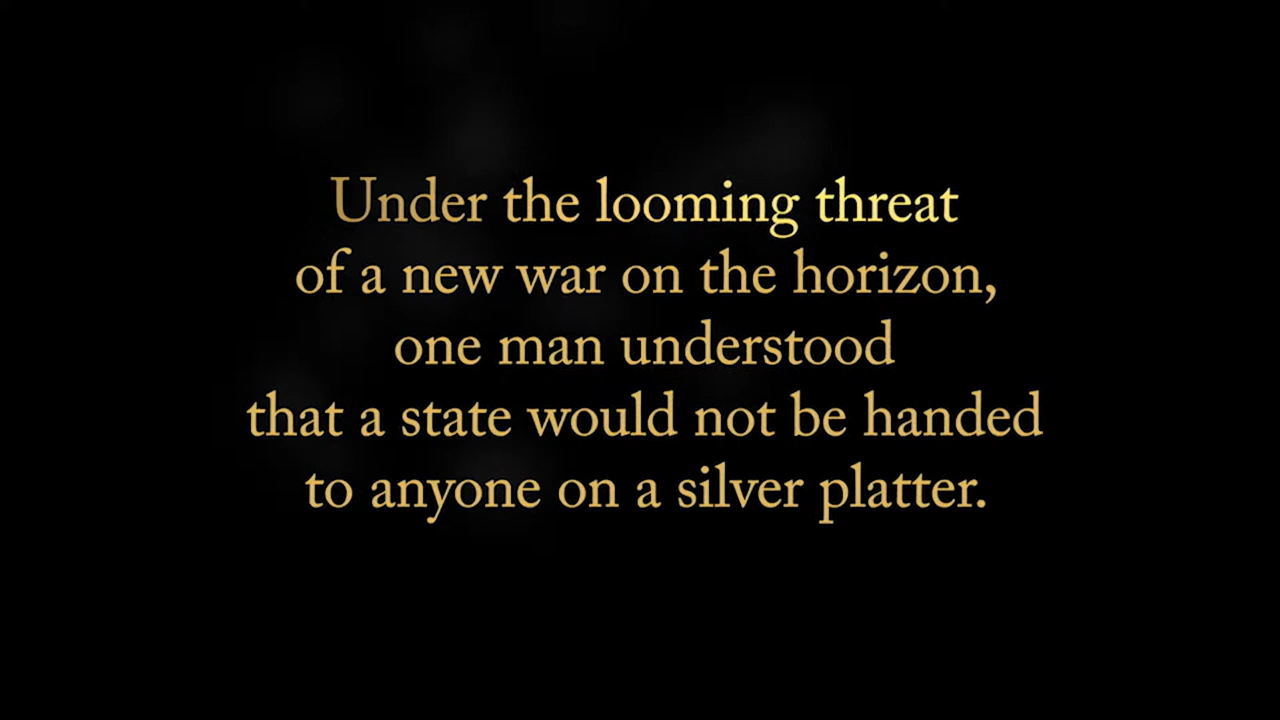 Under the looming threat
of a new war on the horizon,
one man understood
that a state would not be handed
to anyone on a silver platter.